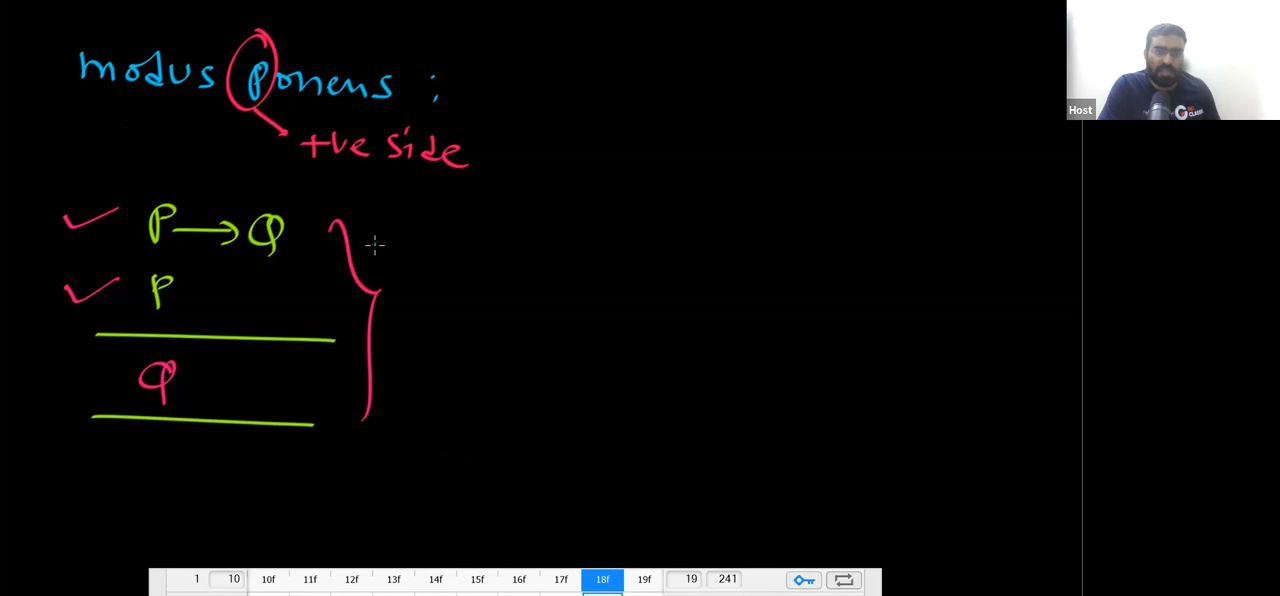 modus Ponens :
+ve side
P → Q
P
Q
Host
1 10 10f 11f 12f 13f 14f 15f 16f 17f 18f 19f 19 241